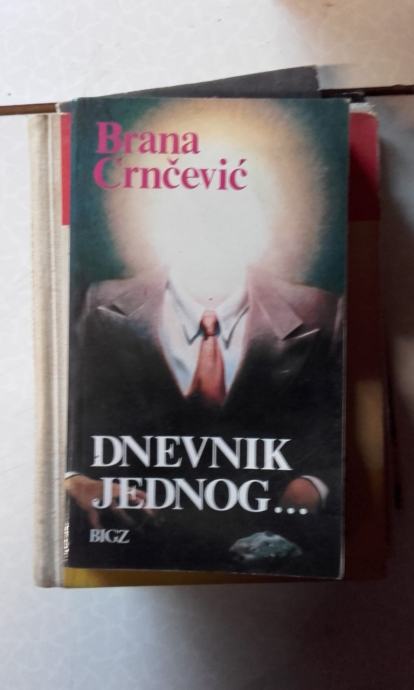 Brana
Crnčević
DNEVNIK
JEDNOG...
BIGZ